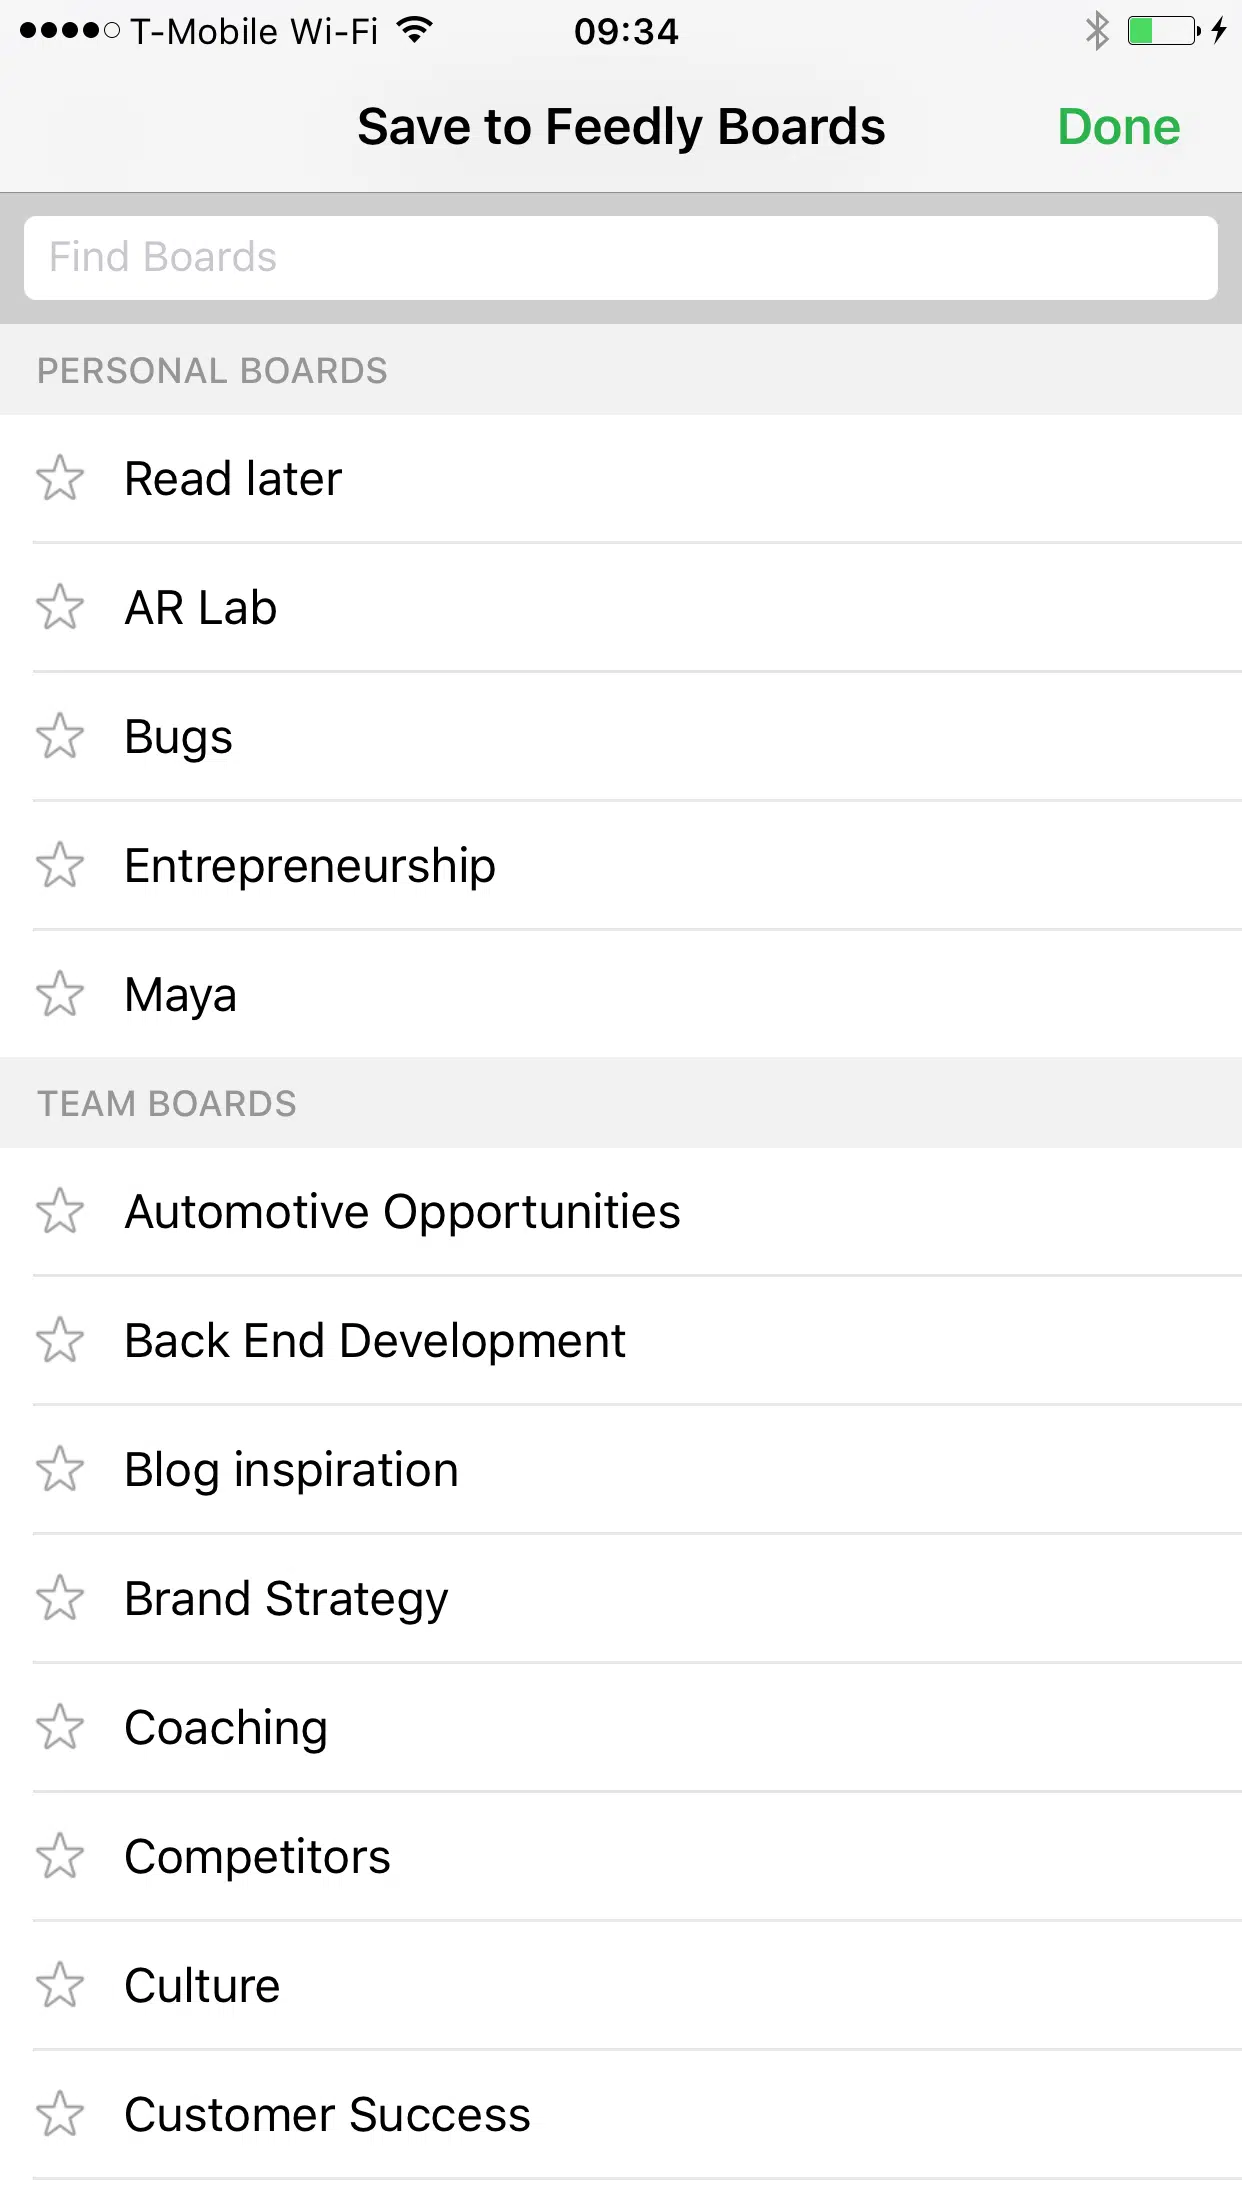 T-Mobile Wi-Fi 09:34
Save to Feedly Boards Done
Find Boards
PERSONAL BOARDS
Read later
AR Lab
Bugs
Entrepreneurship
Maya
TEAM BOARDS
Automotive Opportunities
Back End Development
Blog inspiration
Brand Strategy
Coaching
Competitors
Culture
Customer Success